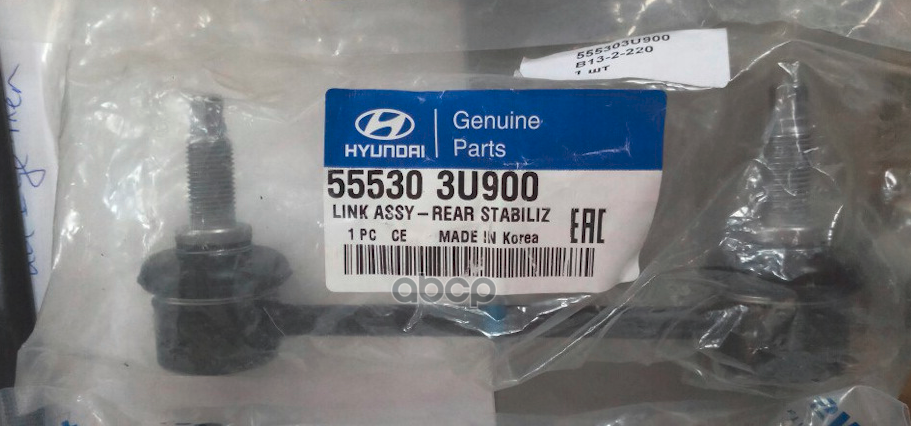 555303U900
B13-2-220
1 шт
HYUNDAI
Genuine
Parts
55530 3U900
LINK ASSY-REAR STABILIZ
1 PC CE MADE IN Korea
EAC
abcp